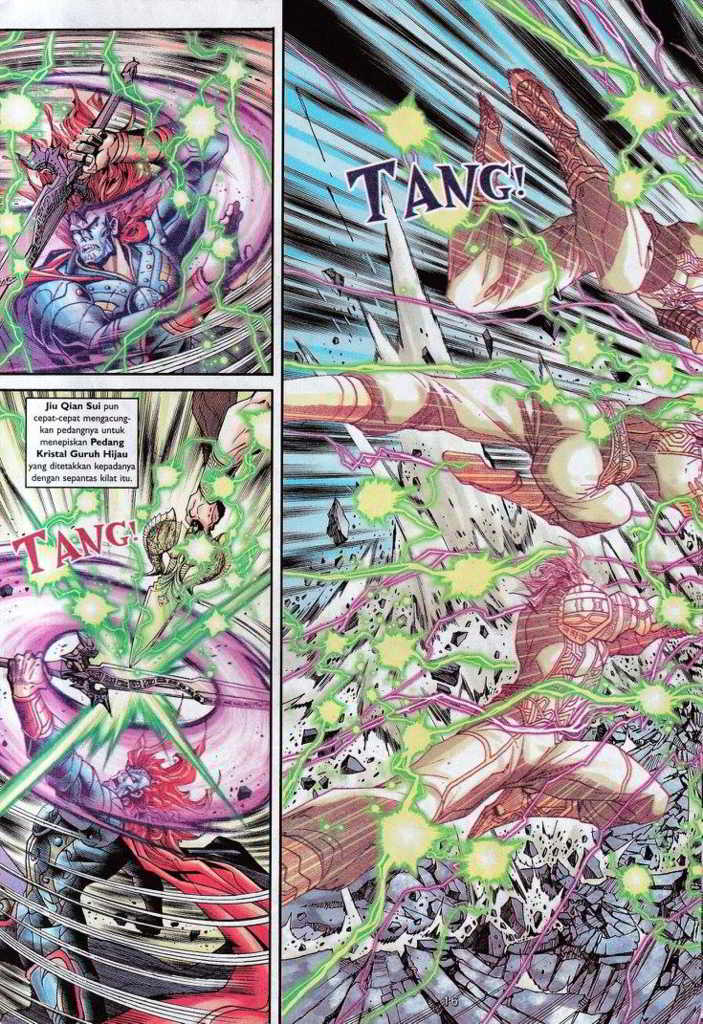 Jiu Qian Sui pun
cepat-cepat mengacung-
kan pedangnya untuk
menepiskan Pedang
Kristal Guruh Hijau
yang ditetakkan kepadanya
dengan sepantas kilat itu.
TANG!
TANG!
16